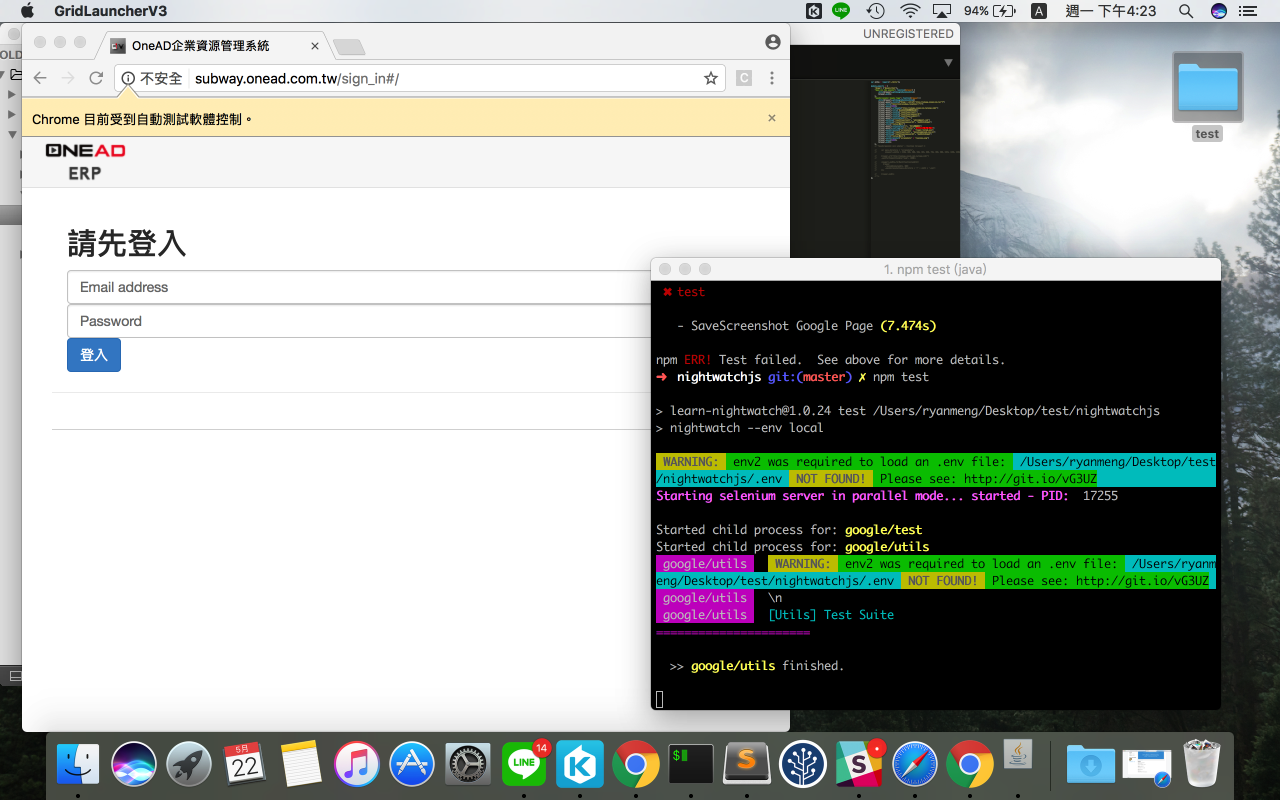 GridLauncherV3
94%
A
週一 下午4:23
OneAD企業資源管理系統
UNREGISTERED
OLD
不安全
subway.onead.com.tw/sign_in#/
C
Chrome 目前受到自動測試軟體控制。
ONEAD
ERP
請先登入
Email address
Password
登入
test
1. npm test (java)
✖ test
- SaveScreenshot Google Page (7.474s)
npm ERR! Test failed. See above for more details.
➜ nightwatchjs git:(master) ✗ npm test
> learn-nightwatch@1.0.24 test /Users/ryanmeng/Desktop/test/nightwatchjs
> nightwatch --env local
WARNING: env2 was required to load an .env file: /Users/ryanmeng/Desktop/test
/nightwatchjs/.env NOT FOUND! Please see: http://git.io/vG3UZ
Starting selenium server in parallel mode... started - PID: 17255
Started child process for: google/test
Started child process for: google/utils
google/utils WARNING: env2 was required to load an .env file: /Users/ryanm
eng/Desktop/test/nightwatchjs/.env NOT FOUND! Please see: http://git.io/vG3UZ
google/utils \n
google/utils [Utils] Test Suite
======================
>> google/utils finished.
5月
22
LINE
14
K
$
S
S